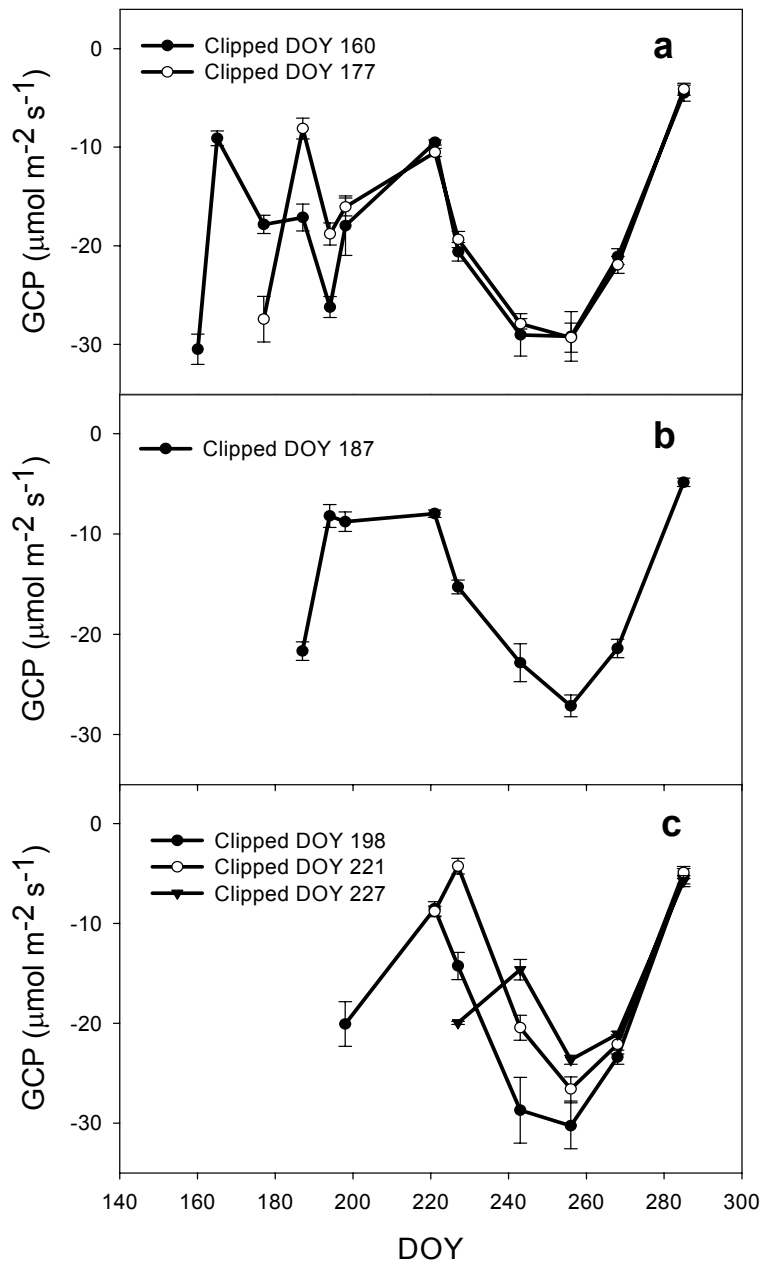 a
Clipped DOY 160
Clipped DOY 177
0
-10
-20
-30
GCP (μmol m-2 s-1)
b
Clipped DOY 187
0
-10
-20
-30
GCP (μmol m-2 s-1)
c
Clipped DOY 198
Clipped DOY 221
Clipped DOY 227
0
-10
-20
-30
GCP (μmol m-2 s-1)
140 160 180 200 220 240 260 280 300
DOY